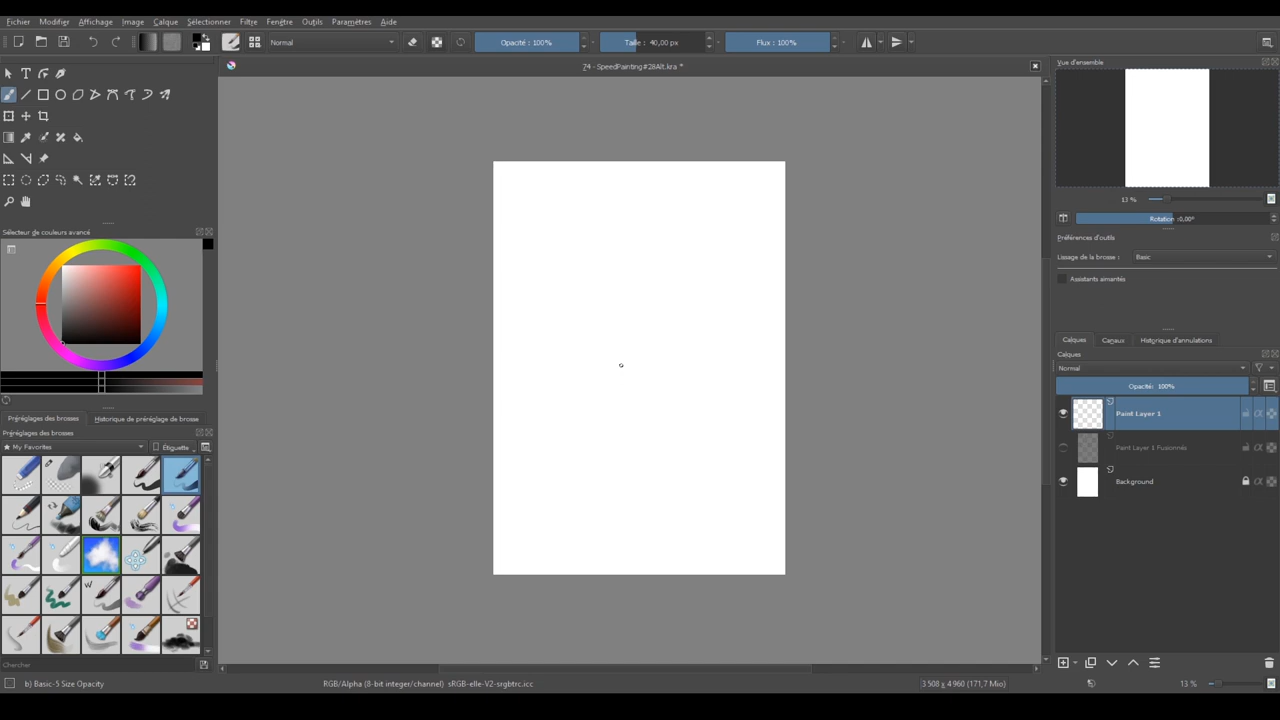 Fichier Modifier Affichage Image Calque Sélectionner Filtre Fenêtre Outils Paramètres Aide
Normal Opacité : 100% Taille : 40,00 px Flux : 100%
74 - SpeedPainting#28Alt.kra *
Vue d'ensemble
13 %
Rotation :0,00°
Sélecteur de couleurs avancé
Préférences d'outils
Lissage de la brosse : Basic
Assistants aimantés
Calques Canaux Historique d'annulations
Calques
Normal
Opacité: 100%
Paint Layer 1
Paint Layer 1 Fusionnés
Background
Préréglages des brosses Historique de préréglage de brosse
Préréglages des brosses
★ My Favorites Étiquette
W
Chercher
b) Basic-5 Size Opacity RGB/Alpha (8-bit integer/channel) sRGB-elle-V2-srgbtrc.icc 3 508 x 4 960 (171,7 Mio) 13 %